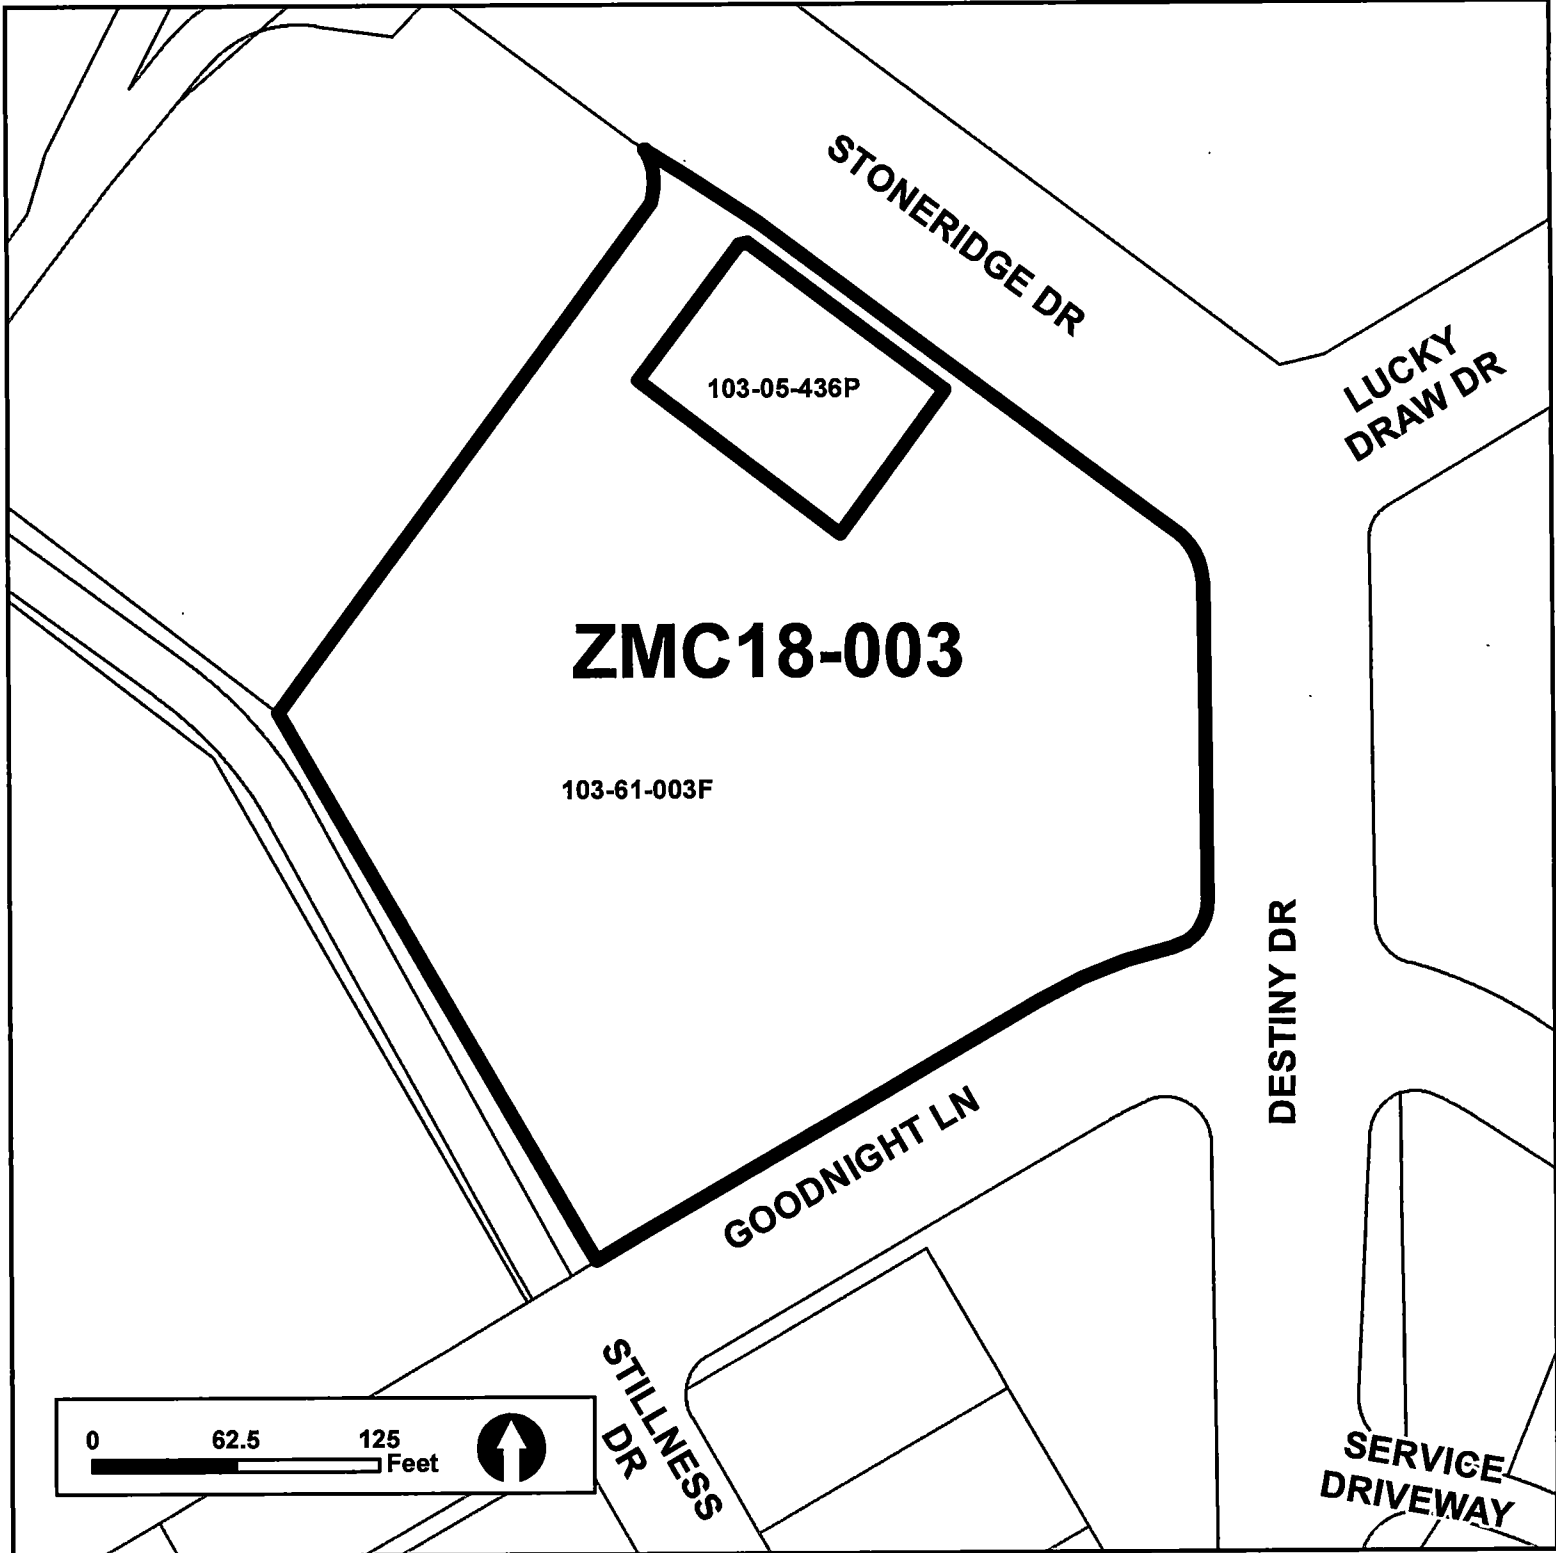 STONERIDGE DR
LUCKY
DRAW DR
103-05-436P
ZMC18-003
103-61-003F
DESTINY DR
GOODNIGHT LN
STILLNESS
DR
SERVICE
DRIVEWAY
0 62.5 125
Feet